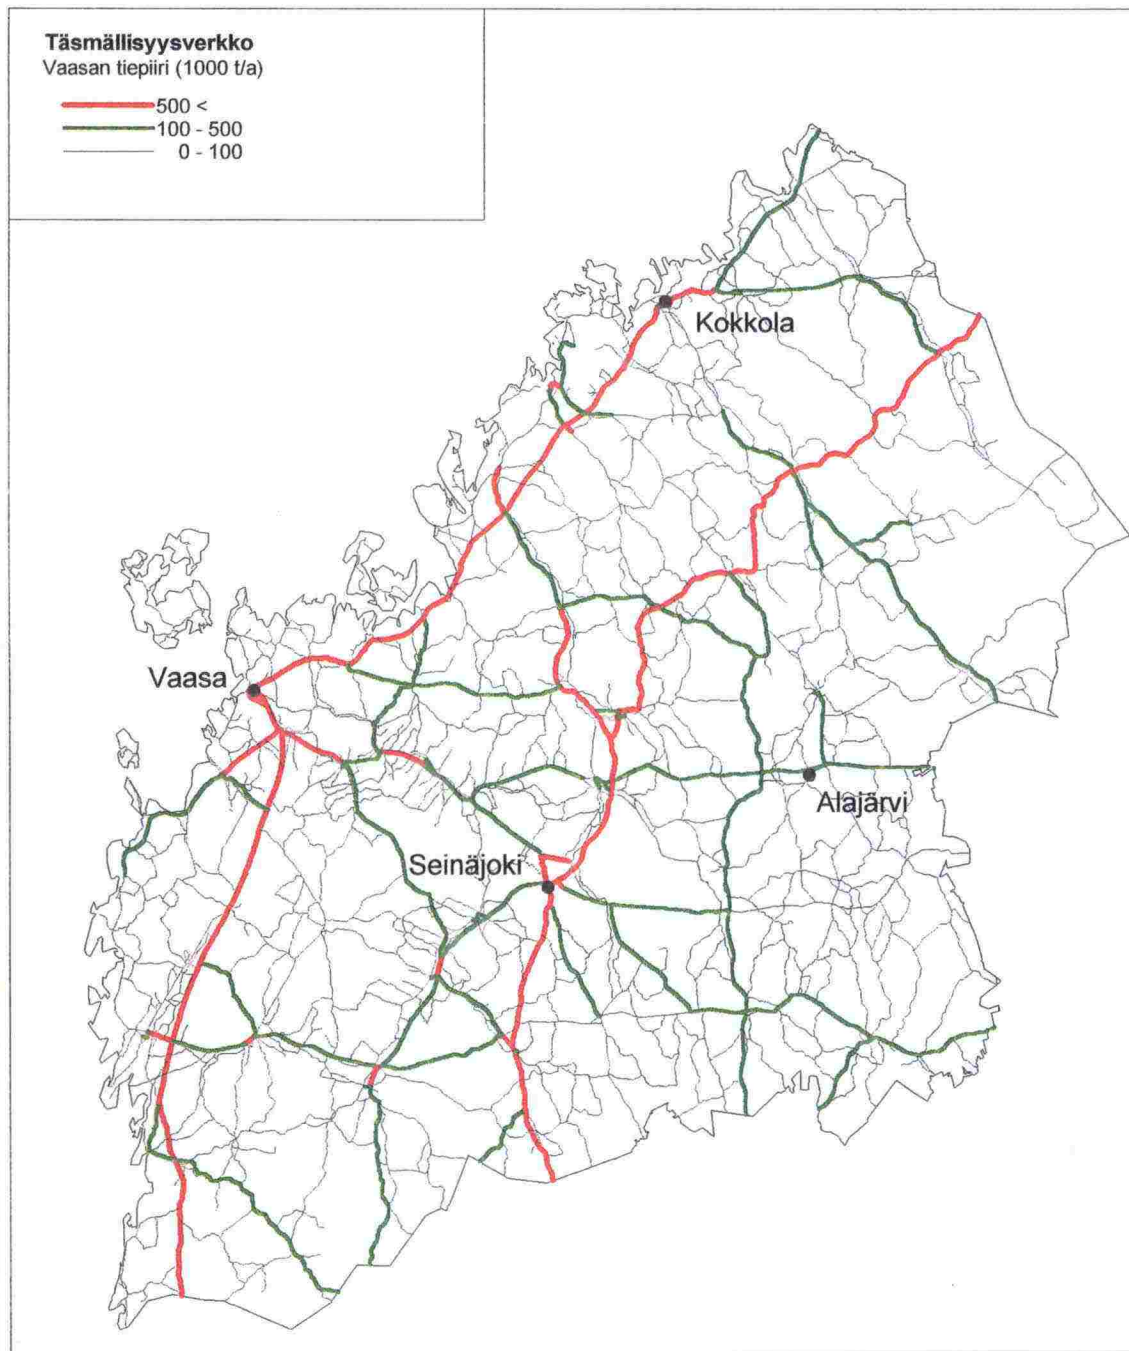 Täsmällisyysverkko
Vaasan tiepiiri (1000 t/a)
500 <
100 - 500
0 - 100
Kokkola
Vaasa
Alajärvi
Seinäjoki